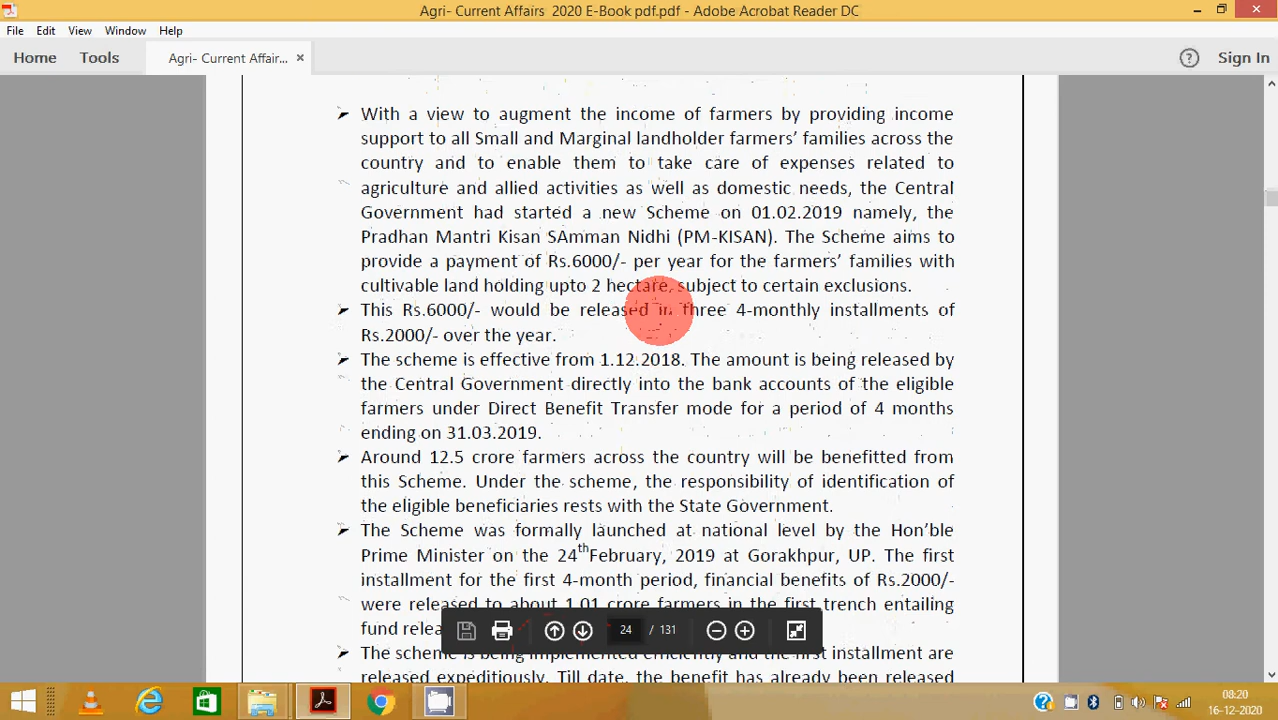 Agri- Current Affairs 2020 E-Book pdf.pdf - Adobe Acrobat Reader DC
File Edit View Window Help
Home Tools Agri- Current Affair... × ? Sign In
➤ With a view to augment the income of farmers by providing income
support to all Small and Marginal landholder farmers’ families across the
country and to enable them to take care of expenses related to
agriculture and allied activities as well as domestic needs, the Central
Government had started a new Scheme on 01.02.2019 namely, the
Pradhan Mantri Kisan SAmman Nidhi (PM-KISAN). The Scheme aims to
provide a payment of Rs.6000/- per year for the farmers’ families with
cultivable land holding upto 2 hectare, subject to certain exclusions.
➤ This Rs.6000/- would be released in three 4-monthly installments of
Rs.2000/- over the year.
➤ The scheme is effective from 1.12.2018. The amount is being released by
the Central Government directly into the bank accounts of the eligible
farmers under Direct Benefit Transfer mode for a period of 4 months
ending on 31.03.2019.
➤ Around 12.5 crore farmers across the country will be benefitted from
this Scheme. Under the scheme, the responsibility of identification of
the eligible beneficiaries rests with the State Government.
➤ The Scheme was formally launched at national level by the Hon’ble
Prime Minister on the 24thFebruary, 2019 at Gorakhpur, UP. The first
installment for the first 4-month period, financial benefits of Rs.2000/-
were released to about 1.01 crore farmers in the first trench entailing
fund relea
24 / 131
➤ The scheme is being implemented efficiently and the first installment are
released expeditiously. Till date, the benefit has already been released
08:20
16-12-2020